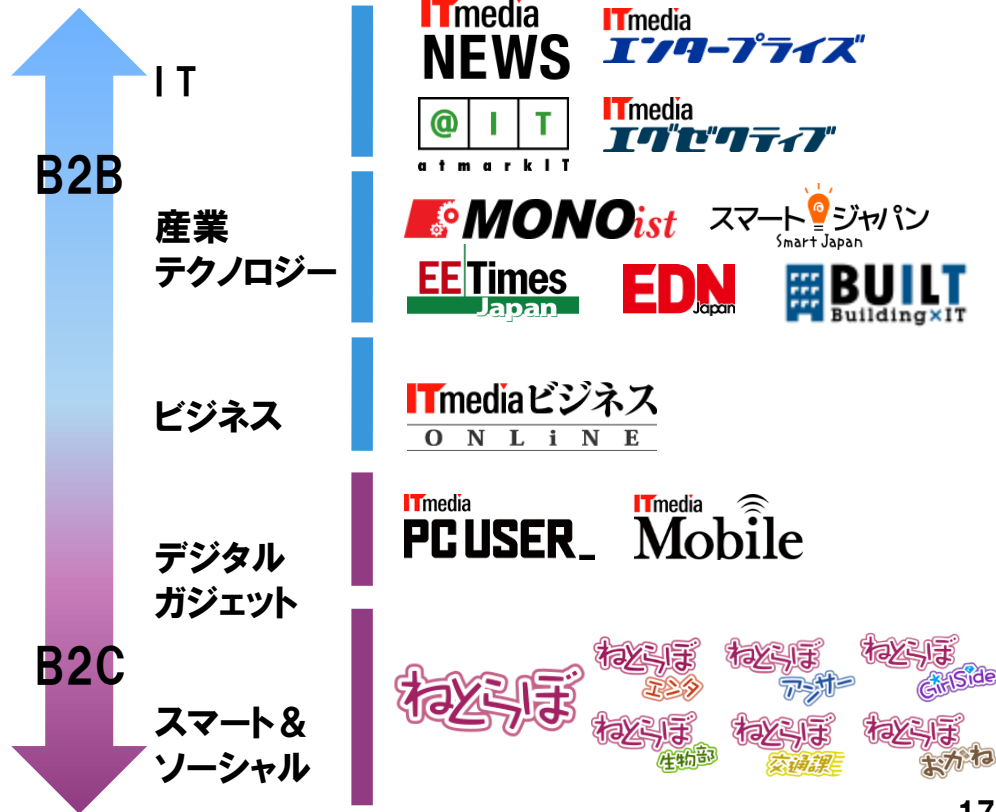 B2B
B2C
IT
ITmedia
NEWS
ITmedia
エンタープライズ
@IT
atmarkIT
ITmedia
エグゼクティブ
産業
テクノロジー
MONOist
スマートジャパン
Smart Japan
EE Times
Japan
EDN
Japan
BUILT
Building×IT
ビジネス
ITmediaビジネス
ONLiNE
デジタル
ガジェット
ITmedia
PC USER_
ITmedia
Mobile
スマート&
ソーシャル
ねとらぼ
ねとらぼ
エンタ
ねとらぼ
アンサー
ねとらぼ
GirlSide
ねとらぼ
生物部
ねとらぼ
交通課
ねとらぼ
おかね
17